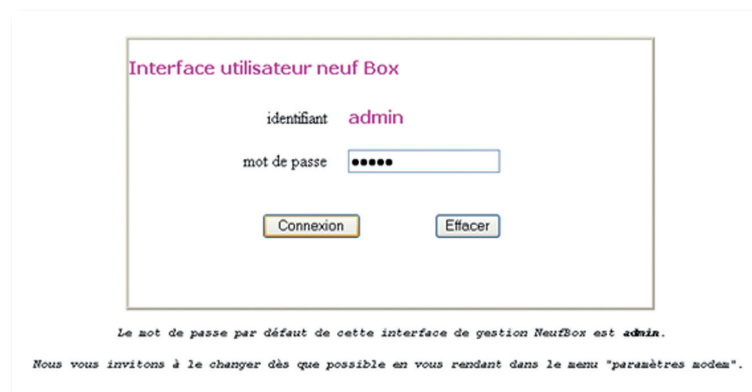 Interface utilisateur neuf Box
identifiant admin
mot de passe •••••
Connexion Effacer
Le mot de passe par défaut de cette interface de gestion NeufBox est admin.
Nous vous invitons à le changer dès que possible en vous rendant dans le menu "paramètres modem".